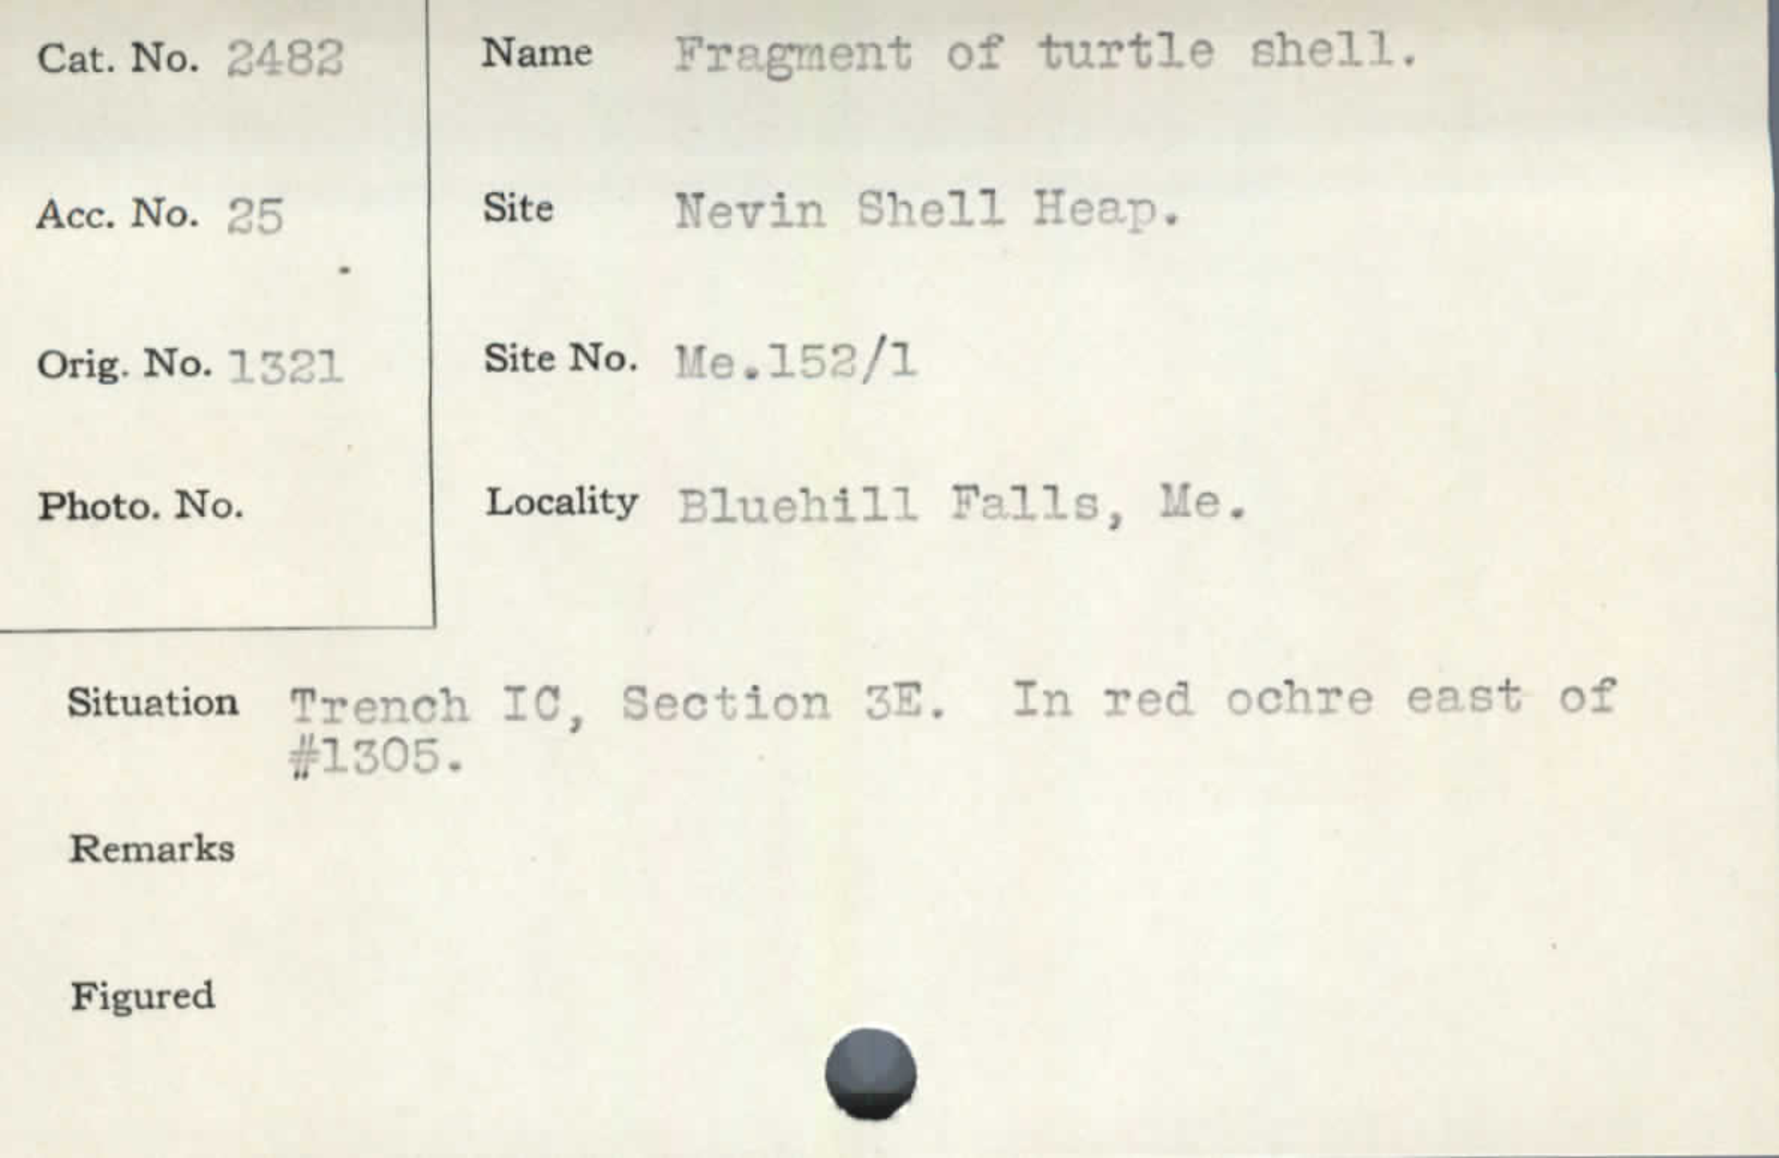 Cat. No. 2482
Acc. No. 25
Orig. No. 1321
Photo. No.
Name Fragment of turtle shell.
Site Nevin Shell Heap.
Site No. Me.152/1
Locality Bluehill Falls, Me.
Situation Trench IC, Section 3E. In red ochre east of
#1305.
Remarks
Figured